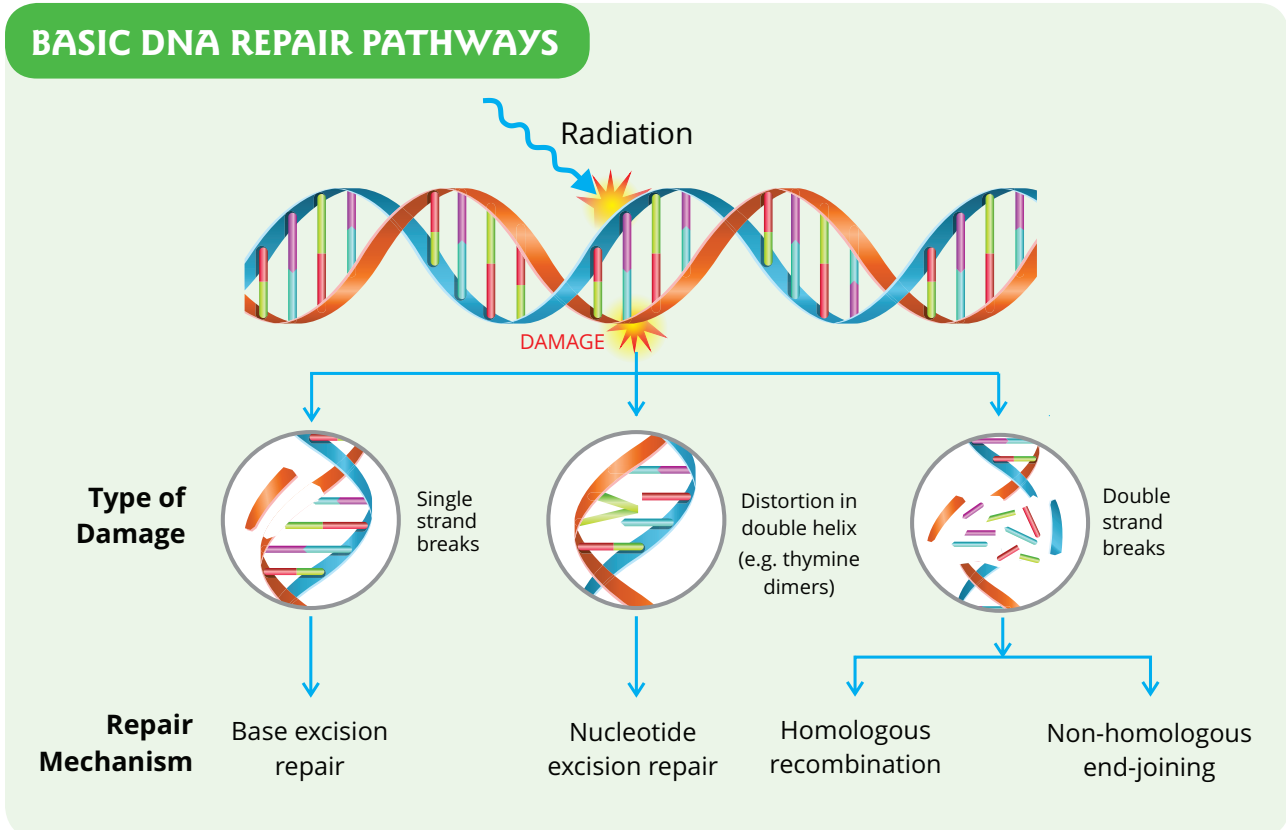 BASIC DNA REPAIR PATHWAYS
Radiation
DAMAGE
Type of
Damage
Single
strand
breaks
Distortion in
double helix
(e.g. thymine
dimers)
Double
strand
breaks
Repair
Mechanism
Base excision
repair
Nucleotide
excision repair
Homologous
recombination
Non-homologous
end-joining